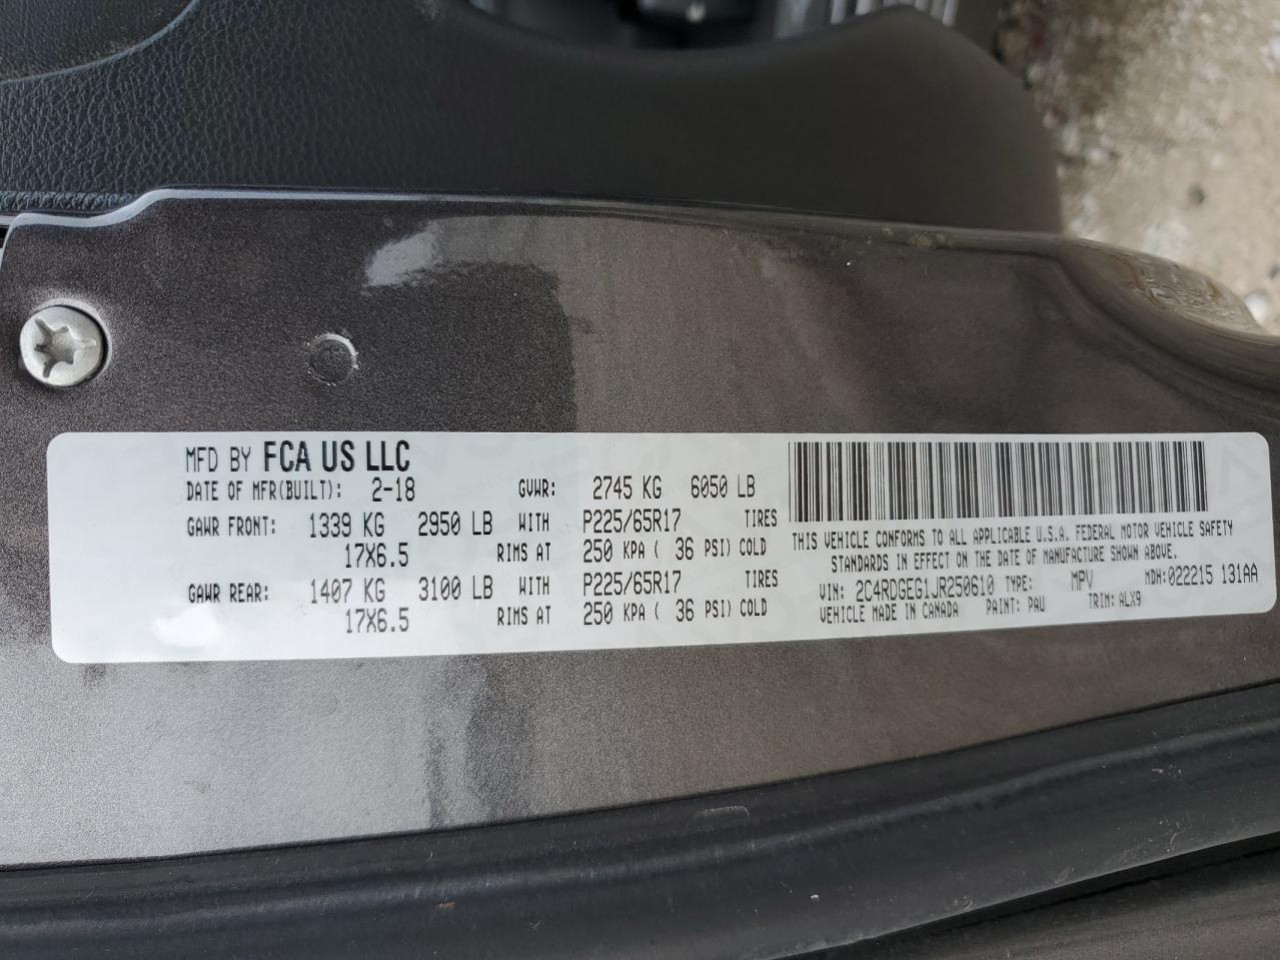 MFD BY FCA US LLC
DATE OF MFR(BUILT): 2-18 GVWR: 2745 KG 6050 LB
GAWR FRONT: 1339 KG 2950 LB WITH P225/65R17 TIRES
17X6.5 RIMS AT 250 KPA ( 36 PSI) COLD
GAWR REAR: 1407 KG 3100 LB WITH P225/65R17 TIRES
17X6.5 RIMS AT 250 KPA ( 36 PSI) COLD
THIS VEHICLE CONFORMS TO ALL APPLICABLE U.S.A. FEDERAL MOTOR VEHICLE SAFETY
STANDARDS IN EFFECT ON THE DATE OF MANUFACTURE SHOWN ABOVE.
VIN: 2C4RDGEG1JR250610 TYPE: MPV MDH:022215 131AA
VEHICLE MADE IN CANADA PAINT: PAU TRIM: ALX9